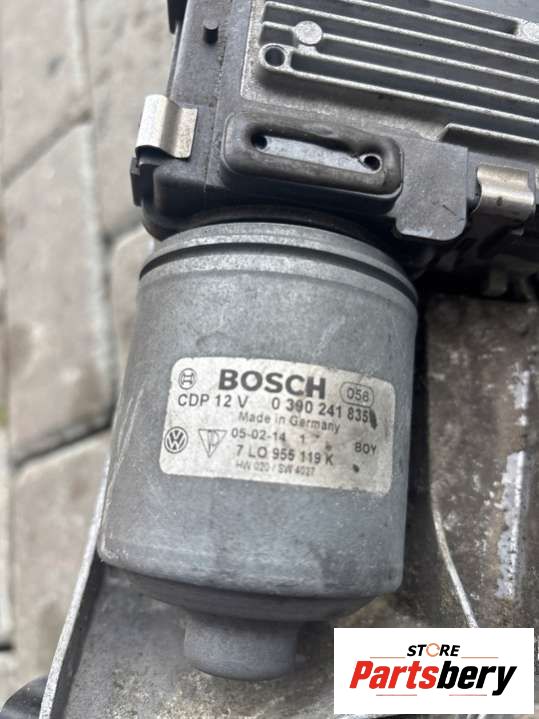 BOSCH 058
CDP 12 V 0 390 241 835
Made in Germany
05-02-14 1 BOY
7 L0 955 119 K
HW 020 / SW 4027
STORE
Partsbery